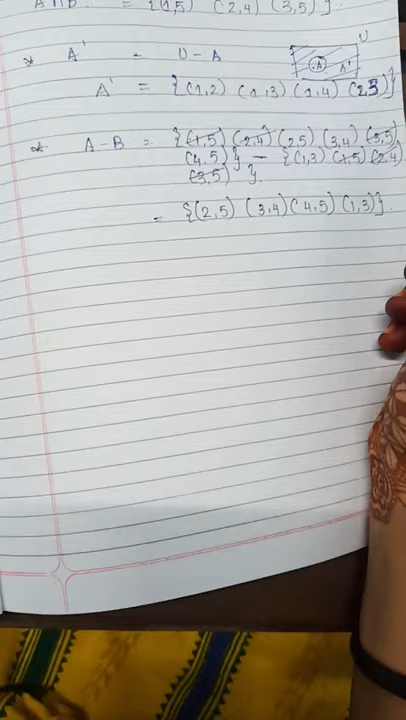 A∩B = {(1,5) (2,4) (3,5)}
* A' = U - A U A A'
A' = {(1,2) (1,3) (1,4) (2,3)}
* A-B = {(1,5) (2,4) (2,5) (3,4) (3,5)
(4,5)} - {(1,3) (1,5) (2,4)
(3,5)}.
= {(2,5) (3,4) (4,5) (1,3)}.